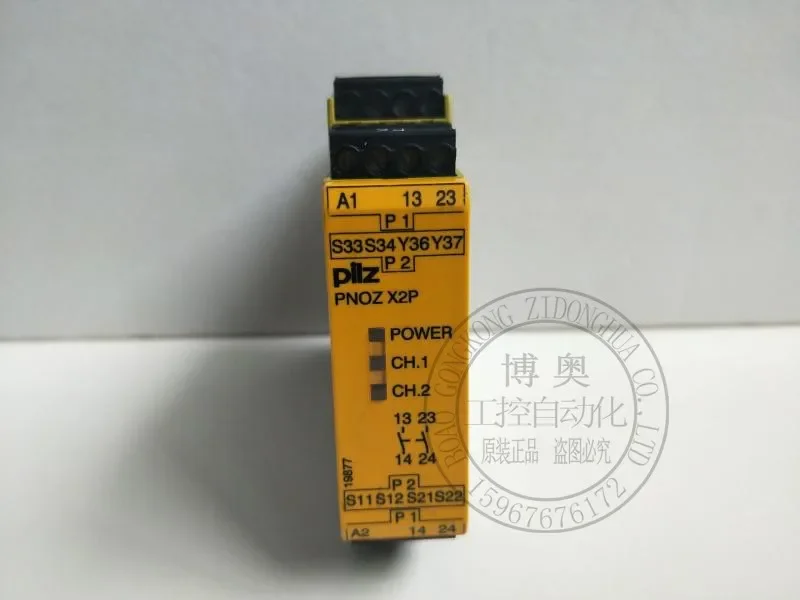 A1 13 23
P 1
S33 S34 Y36 Y37
P 2
pilz
PNOZ X2P
POWER
CH.1
CH.2
13 23
14 24
19877
P 2
S11 S12 S21 S22
P 1
A2 14 24
BOAO GONGKONG ZIDONGHUA CO., LTD
博奥
工控自动化
原装正品 盗图必究
15967676172